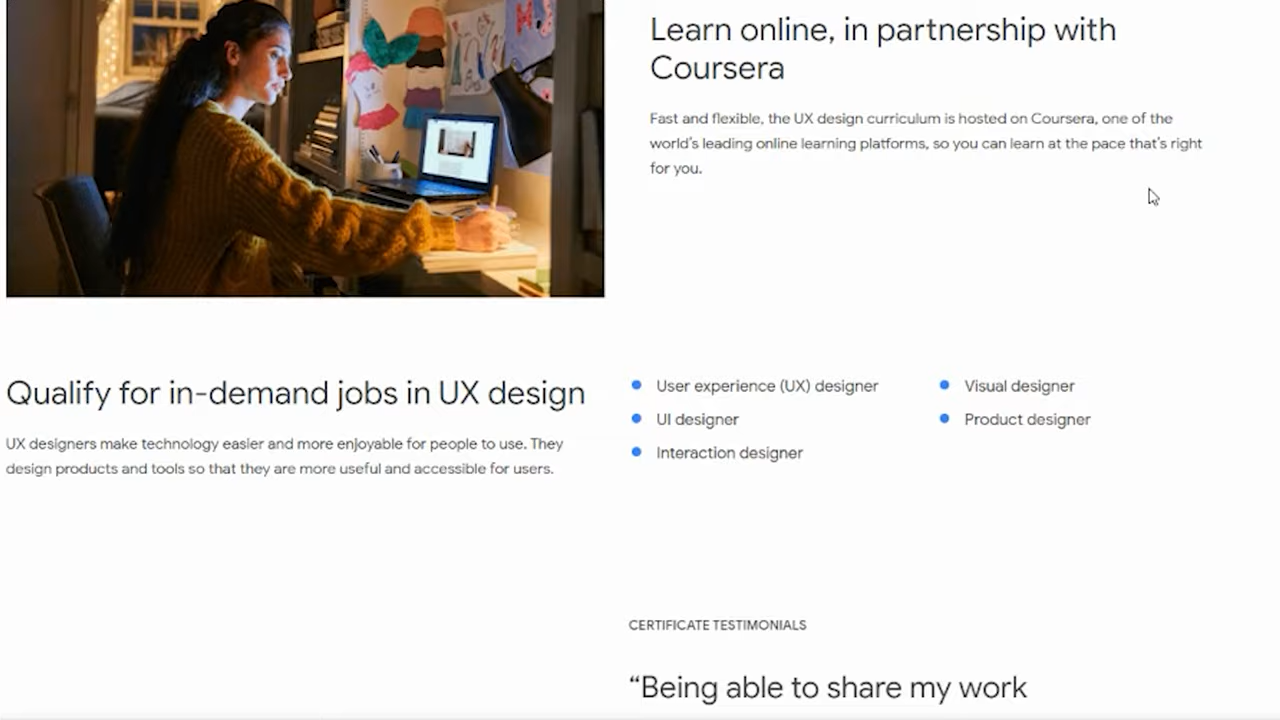 Learn online, in partnership with
Coursera
Fast and flexible, the UX design curriculum is hosted on Coursera, one of the
world's leading online learning platforms, so you can learn at the pace that's right
for you.
Qualify for in-demand jobs in UX design
UX designers make technology easier and more enjoyable for people to use. They
design products and tools so that they are more useful and accessible for users.
User experience (UX) designer
UI designer
Interaction designer
Visual designer
Product designer
CERTIFICATE TESTIMONIALS
“Being able to share my work